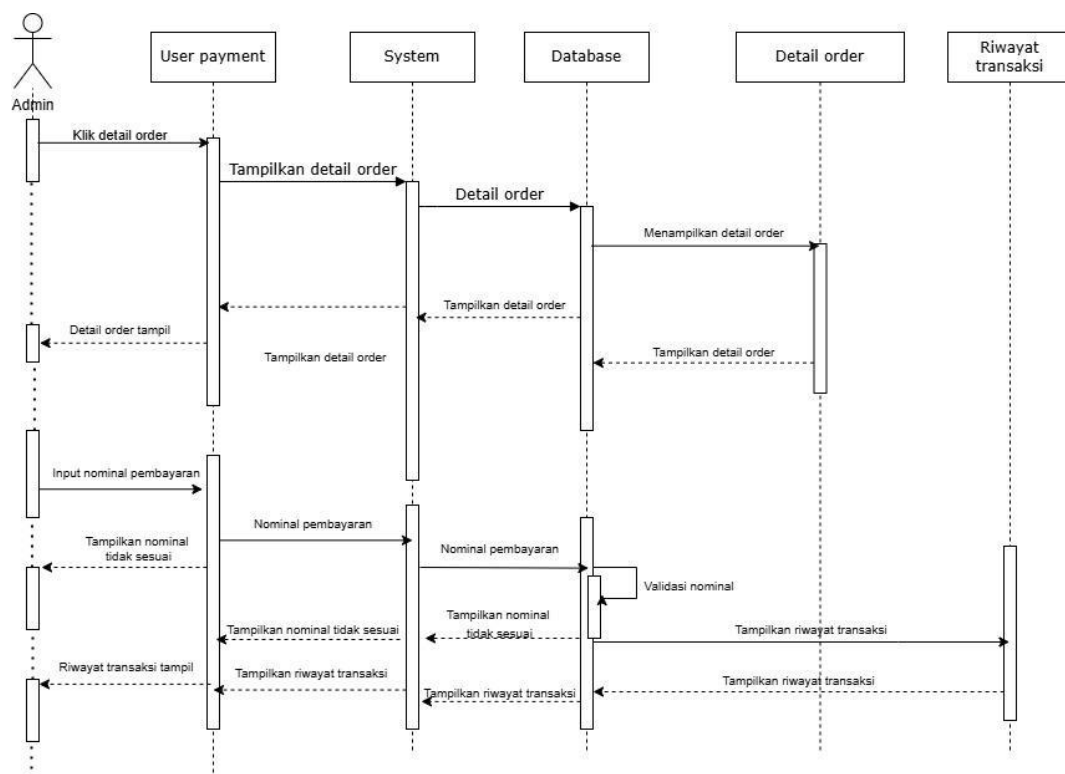 Admin
User payment
System
Database
Detail order
Riwayat
transaksi
Klik detail order
Tampilkan detail order
Detail order
Menampilkan detail order
Tampilkan detail order
Detail order tampil
Tampilkan detail order
Tampilkan detail order
Input nominal pembayaran
Nominal pembayaran
Tampilkan nominal
tidak sesuai
Nominal pembayaran
Validasi nominal
Tampilkan nominal
tidak sesuai
Tampilkan nominal tidak sesuai
Tampilkan riwayat transaksi
Riwayat transaksi tampil
Tampilkan riwayat transaksi
Tampilkan riwayat transaksi
Tampilkan riwayat transaksi